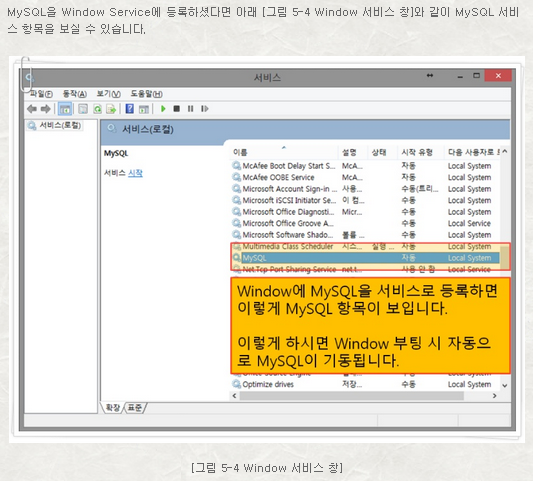 MySQL을 Window Service에 등록하셨다면 아래 [그림 5-4 Window 서비스 창]와 같이 MySQL 서비
스 항목을 보실 수 있습니다.
서비스
파일(F) 동작(A) 보기(V) 도움말(H)
서비스(로컬)
서비스(로컬)
MySQL
서비스 시작
이름 설명 상태 시작 유형 다음 사용자로
McAfee Boot Delay Start S... McA... 자동 Local System
McAfee OOBE Service McA... 자동 Local System
Microsoft Account Sign-in ... 사용... 수동(트리... Local System
Microsoft iSCSI Initiator Se... 이 컴... 수동 Local System
Microsoft Office Diagnosti... Micr... 수동 Local System
Microsoft Office Groove A... 수동 Local Service
Microsoft Software Shado... 볼륨 ... 수동 Local System
Multimedia Class Scheduler 시스... 실행 ... 자동 Local System
MySQL 자동 Local System
Net.Tcp Port Sharing Service net.t... 사용 안 함 Local Service
Window에 MySQL을 서비스로 등록하면
이렇게 MySQL 항목이 보입니다.
이렇게 하시면 Window 부팅 시 자동으
로 MySQL이 기동됩니다.
Optimize drives 저장... 수동 Local System
확장 표준
[그림 5-4 Window 서비스 창]